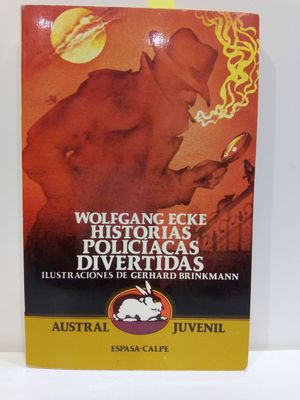 WOLFGANG ECKE
HISTORIAS
POLICIACAS
DIVERTIDAS
ILUSTRACIONES DE GERHARD BRINKMANN
AUSTRAL JUVENIL
ESPASA-CALPE